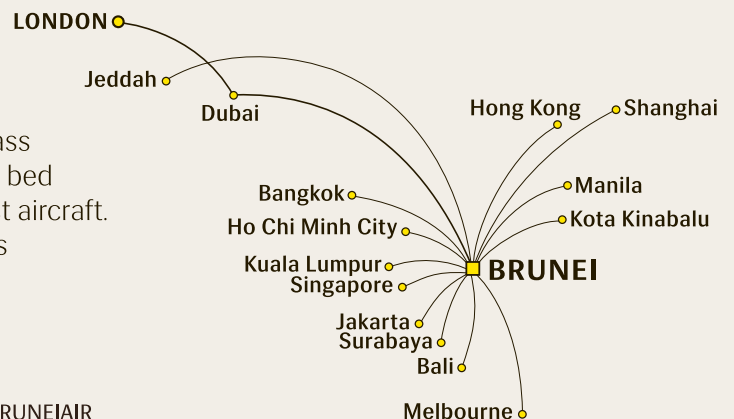 LONDON
Jeddah
Dubai
Hong Kong
Shanghai
bed
t aircraft.
Bangkok
Manila
Ho Chi Minh City
Kota Kinabalu
Kuala Lumpur
BRUNEI
Singapore
Jakarta
Surabaya
Bali
Melbourne
RUNEIAIR